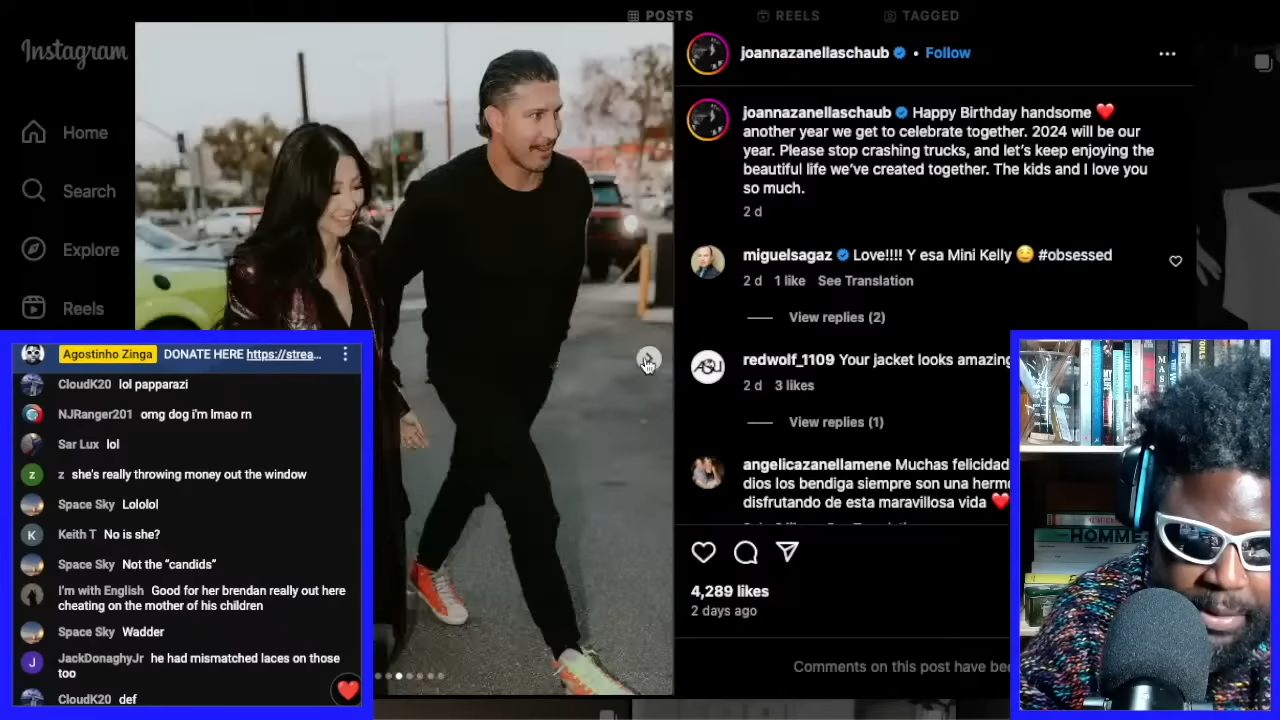 POSTS
REELS
TAGGED
Instagram
Home
Search
Explore
Reels
joannazanellaschaub • Follow
joannazanellaschaub Happy Birthday handsome ❤️
another year we get to celebrate together. 2024 will be our
year. Please stop crashing trucks, and let's keep enjoying the
beautiful life we've created together. The kids and I love you
so much.
2 d
miguelsagaz Love!!!! Y esa Mini Kelly 😍 #obsessed
2 d 1 like See Translation
View replies (2)
redwolf_1109 Your jacket looks amazing
2 d 3 likes
View replies (1)
angelicazanellamene Muchas felicidad
dios los bendiga siempre son una hermo
disfrutando de esta maravillosa vida ❤️
4,289 likes
2 days ago
Comments on this post have bee
Agostinho Zinga DONATE HERE https://strea...
CloudK20 lol papparazi
NJRanger201 omg dog i'm lmao rn
Sar Lux lol
z she's really throwing money out the window
Space Sky Lololol
Keith T No is she?
Space Sky Not the “candids”
I'm with English Good for her brendan really out here
cheating on the mother of his children
Space Sky Wadder
JackDonaghyJr he had mismatched laces on those
too
CloudK20 def
HOMME